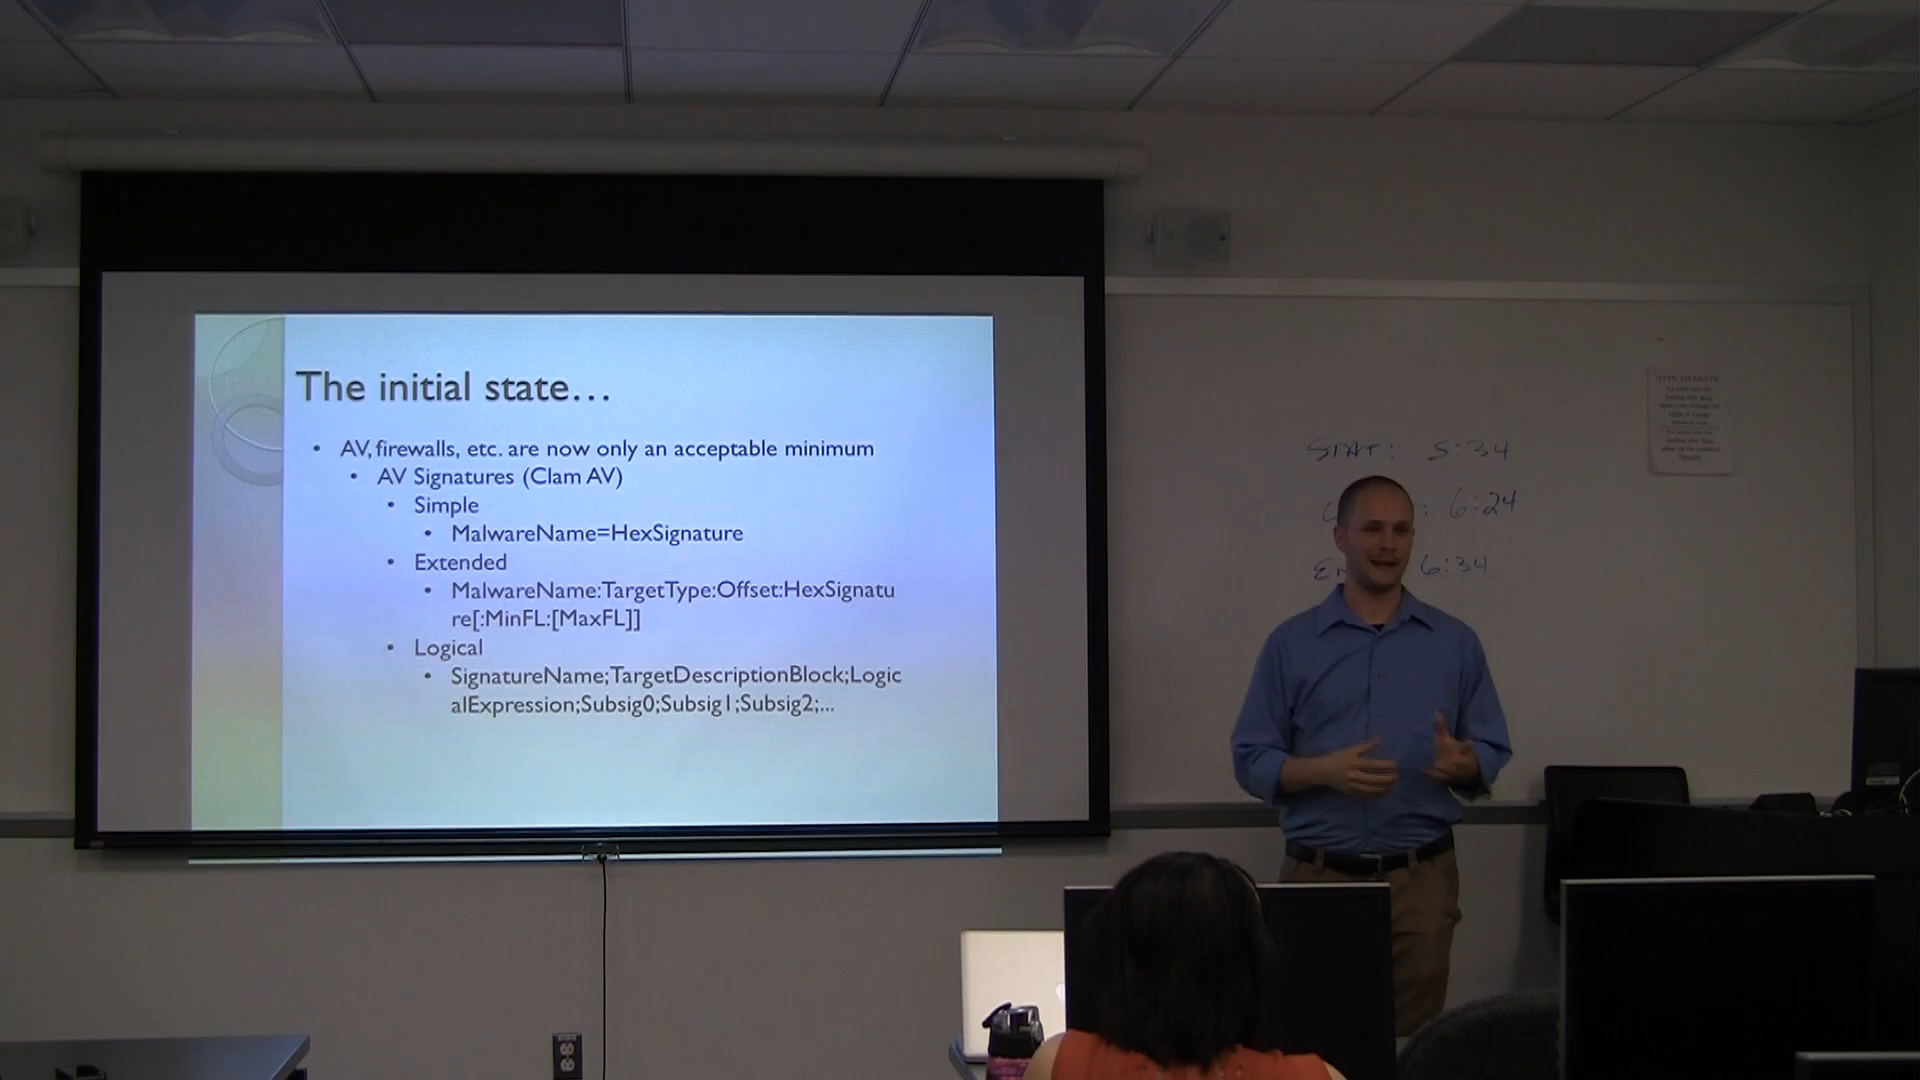 The initial state…
• AV, firewalls, etc. are now only an acceptable minimum
• AV Signatures (Clam AV)
• Simple
• MalwareName=HexSignature
• Extended
• MalwareName:TargetType:Offset:HexSignatu
re[:MinFL:[MaxFL]]
• Logical
• SignatureName;TargetDescriptionBlock;Logic
alExpression;Subsig0;Subsig1;Subsig2;...
STAT: 5:34
: 6:24
6:34